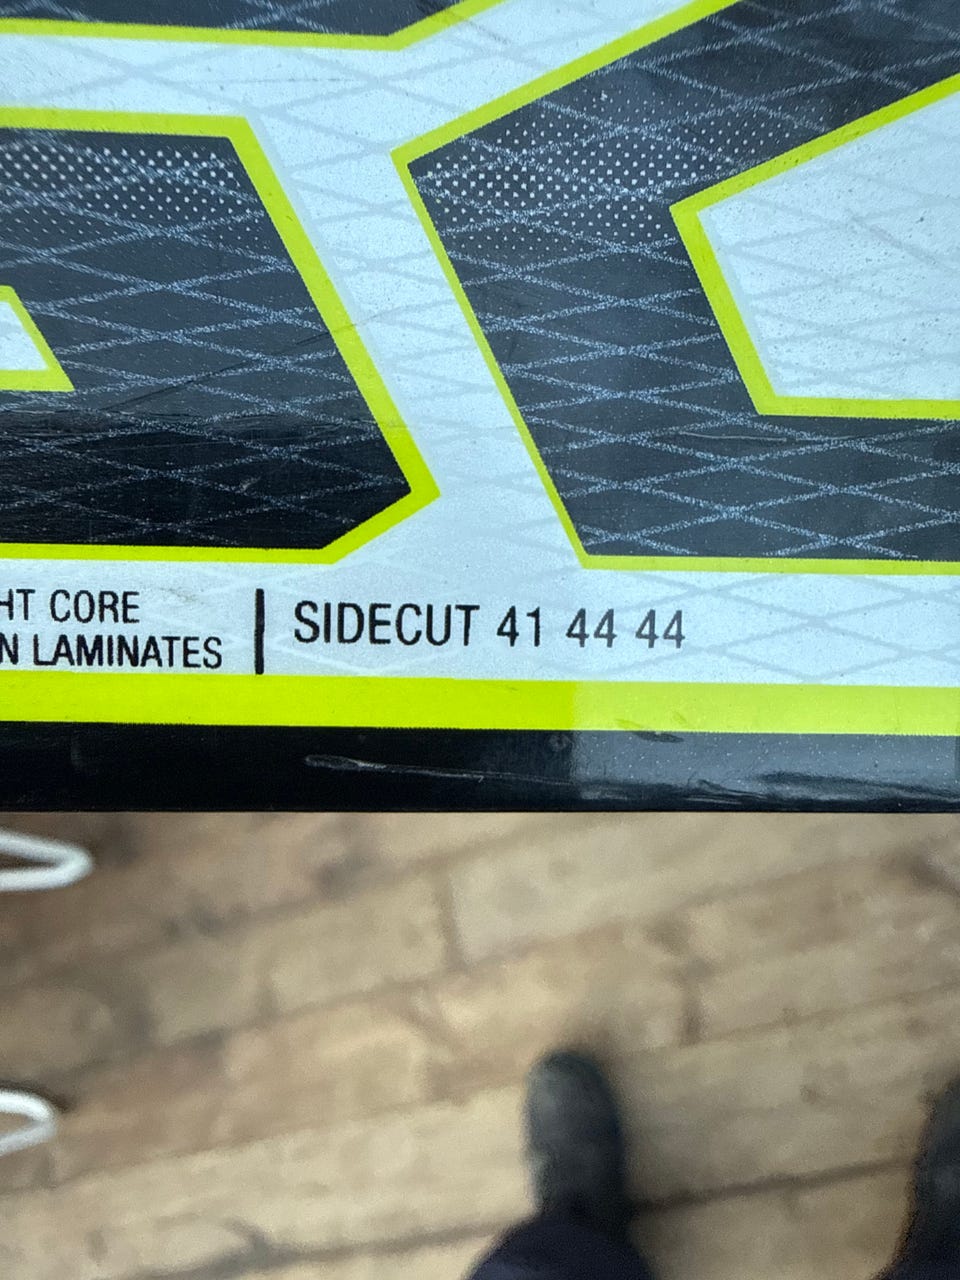 HT CORE
N LAMINATES
SIDECUT 41 44 44